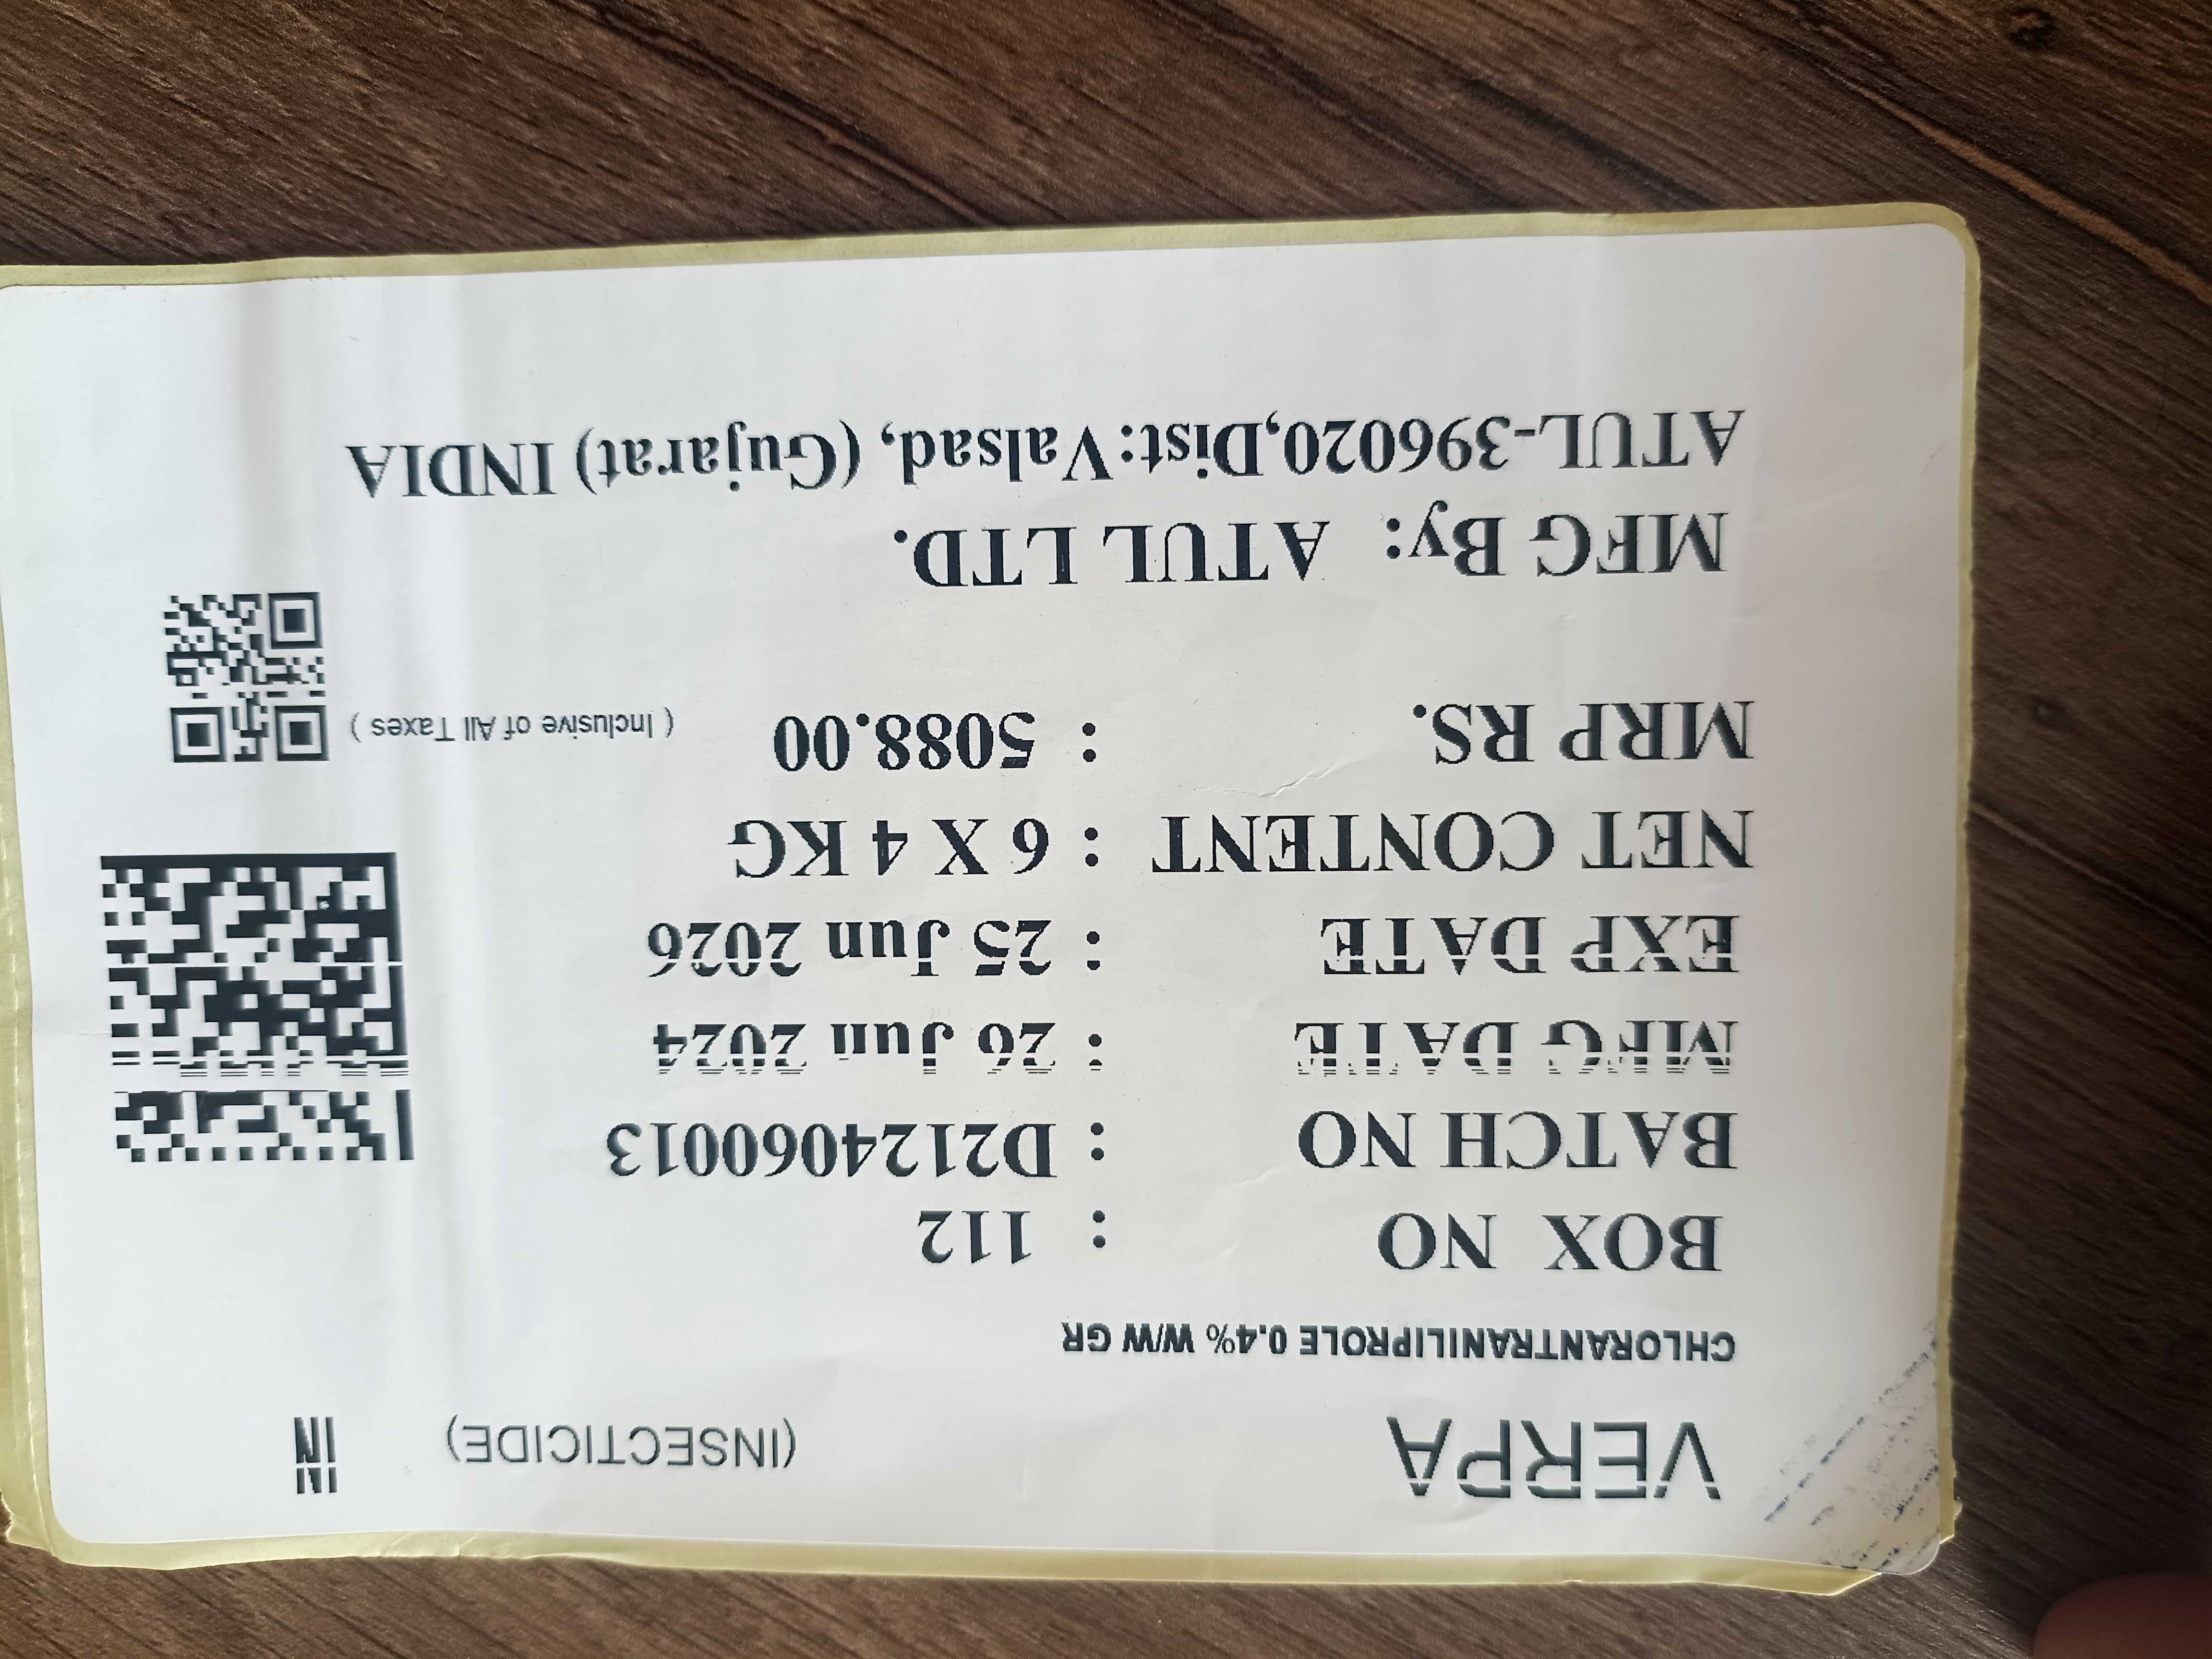 VERPA (INSECTICIDE) IN
CHLORANTRANILIPROLE 0.4% W/W GR
BOX NO : 112
BATCH NO : D2124060013
MFG DATE : 26 Jun 2024
EXP DATE : 25 Jun 2026
NET CONTENT : 6 X 4 KG
MRP RS. : 5088.00 ( Inclusive of All Taxes )
MFG By: ATUL LTD.
ATUL-396020,Dist:Valsad, (Gujarat) INDIA